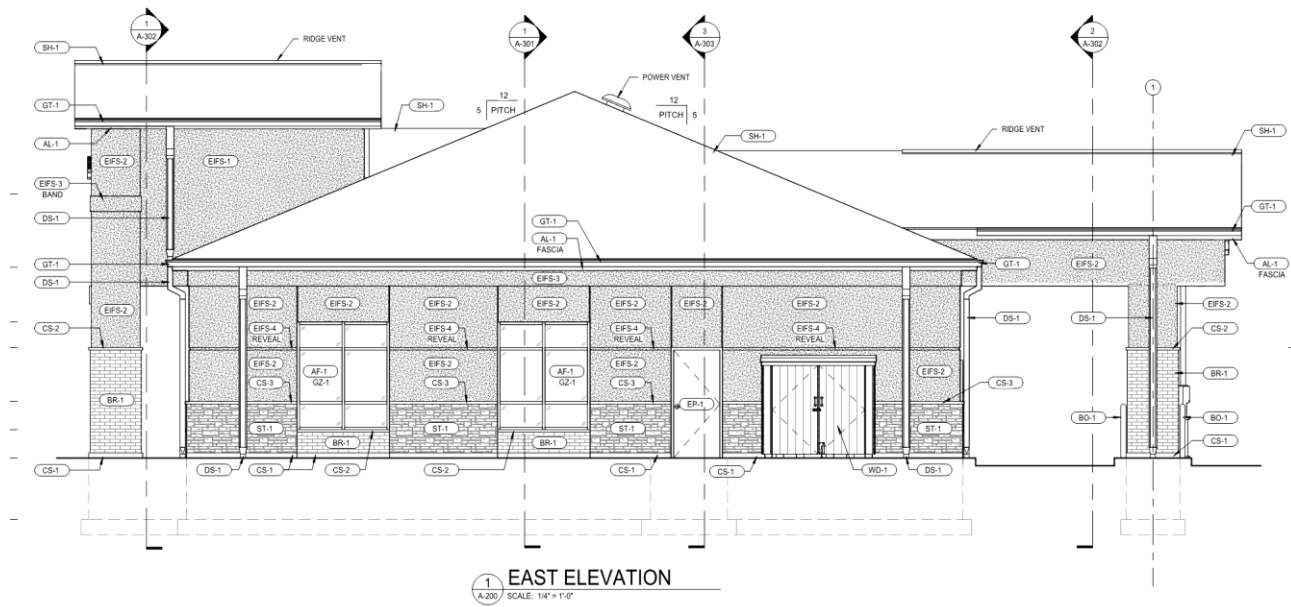 1
A-302
1
A-301
3
A-303
2
A-302
RIDGE VENT
SH-1
POWER VENT
1
12
5 PITCH
12
PITCH 5
GT-1
SH-1
SH-1
RIDGE VENT
SH-1
AL-1
EIFS-2
EIFS-1
EIFS-3
BAND
DS-1
GT-1
GT-1
AL-1
FASCIA
GT-1
EIFS-3
GT-1
EIFS-2
AL-1
FASCIA
DS-1
EIFS-2
EIFS-2
EIFS-2
EIFS-2
EIFS-2
EIFS-2
EIFS-2
EIFS-2
EIFS-2
DS-1
DS-1
CS-2
EIFS-4
REVEAL
EIFS-4
REVEAL
EIFS-4
REVEAL
EIFS-4
REVEAL
CS-2
EIFS-2
AF-1
GZ-1
EIFS-2
AF-1
GZ-1
EIFS-2
EIFS-2
BR-1
CS-3
CS-3
CS-3
CS-3
BR-1
EP-1
BO-1
BO-1
ST-1
ST-1
ST-1
ST-1
BR-1
BR-1
CS-1
CS-1
DS-1
CS-1
CS-2
CS-2
CS-1
CS-1
WD-1
DS-1
1
A-200
EAST ELEVATION
SCALE: 1/4" = 1'-0"